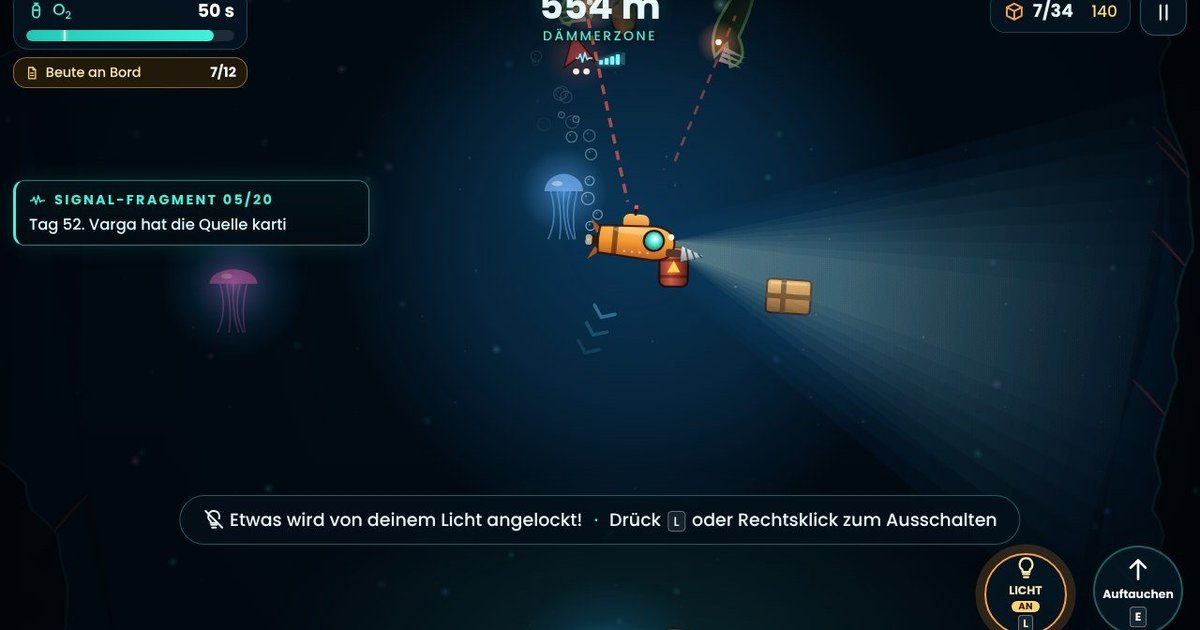 O₂ 50 s
Beute an Bord 7/12
554 m
DÄMMERZONE
7/34 140
SIGNAL-FRAGMENT 05/20
Tag 52. Varga hat die Quelle karti
Etwas wird von deinem Licht angelockt! · Drück L oder Rechtsklick zum Ausschalten
LICHT
AN
L
Auftauchen
E